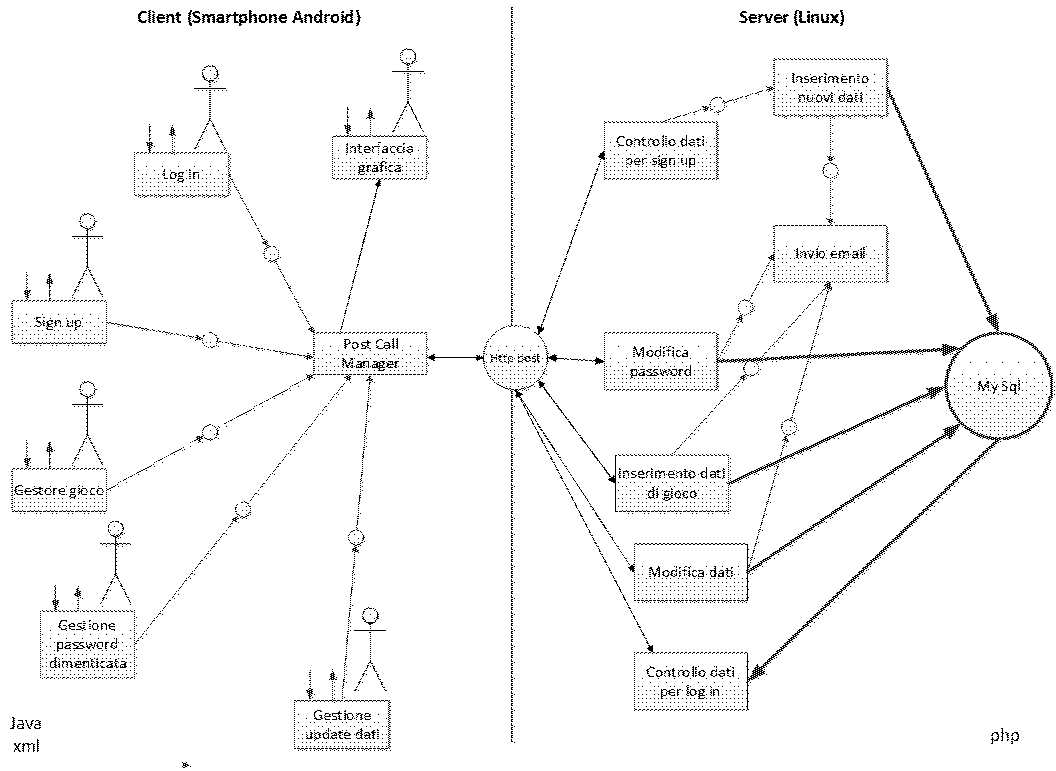 Client (Smartphone Android)
Server (Linux)
Log in
Interfaccia
grafica
Sign up
Gestore gioco
Gestione
password
dimenticata
Gestione
update dati
Post Call
Manager
Http post
Controllo dati
per sign up
Inserimento
nuovi dati
Invio email
Modifica
password
Inserimento dati
di gioco
Modifica dati
Controllo dati
per log in
My Sql
Java
xml
php